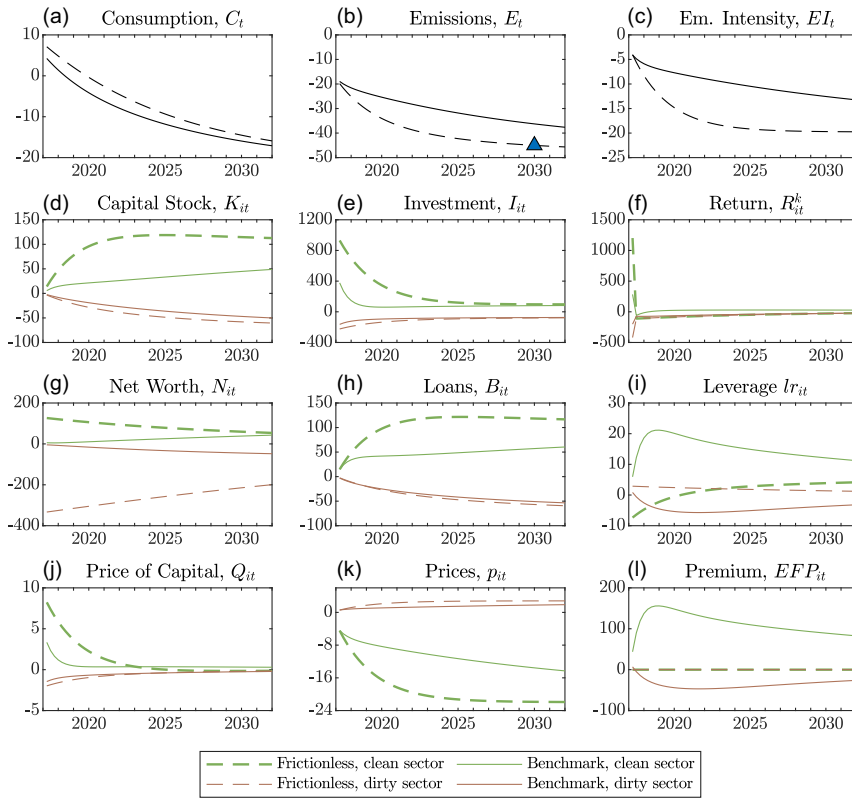 (a) Consumption, C_t
10
0
-10
-20
2020 2025 2030
(b) Emissions, E_t
0
-10
-20
-30
-40
-50
2020 2025 2030
(c) Em. Intensity, EI_t
0
-5
-10
-15
-20
-25
2020 2025 2030
(d) Capital Stock, K_it
150
100
50
0
-50
-100
2020 2025 2030
(e) Investment, I_it
1200
800
400
0
-400
2020 2025 2030
(f) Return, R^k_it
1500
1000
500
0
-500
2020 2025 2030
(g) Net Worth, N_it
200
0
-200
-400
2020 2025 2030
(h) Loans, B_it
150
100
50
0
-50
-100
2020 2025 2030
(i) Leverage lr_it
30
20
10
0
-10
2020 2025 2030
(j) Price of Capital, Q_it
10
5
0
-5
2020 2025 2030
(k) Prices, p_it
0
-8
-16
-24
2020 2025 2030
(l) Premium, EFP_it
200
100
0
-100
2020 2025 2030
Frictionless, clean sector Benchmark, clean sector
Frictionless, dirty sector Benchmark, dirty sector